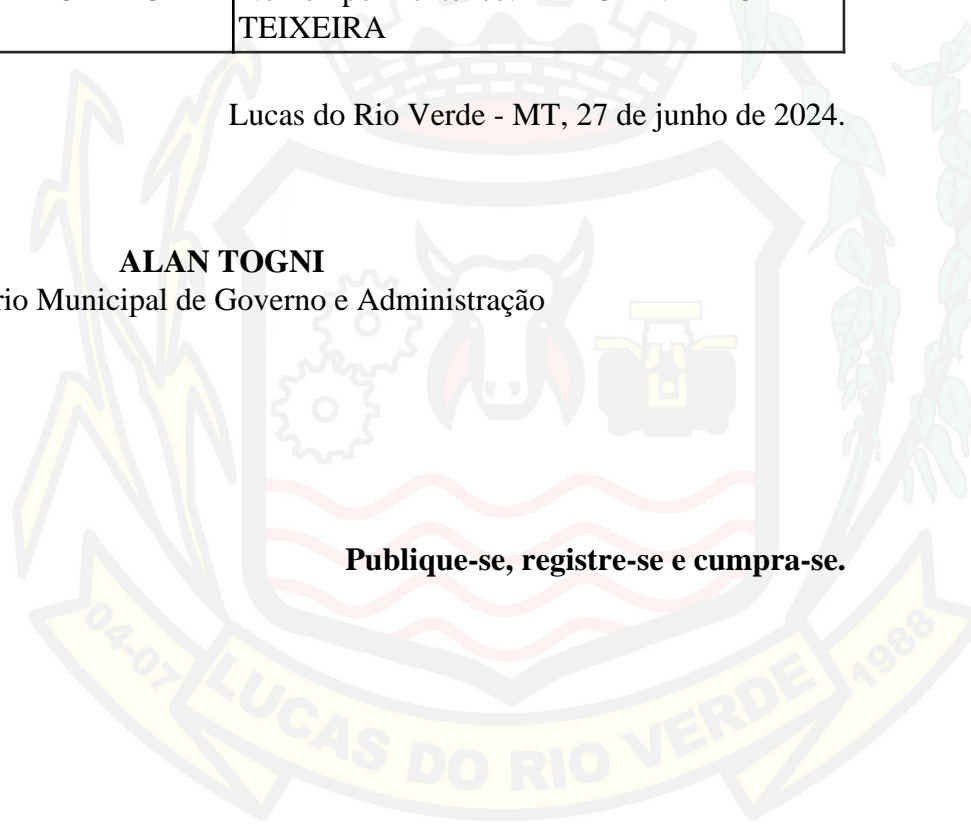 TEIXEIRA
Lucas do Rio Verde - MT, 27 de junho de 2024.
ALAN TOGNI
rio Municipal de Governo e Administração
Publique-se, registre-se e cumpra-se.
04-07
LUCAS DO RIO VERDE
1988